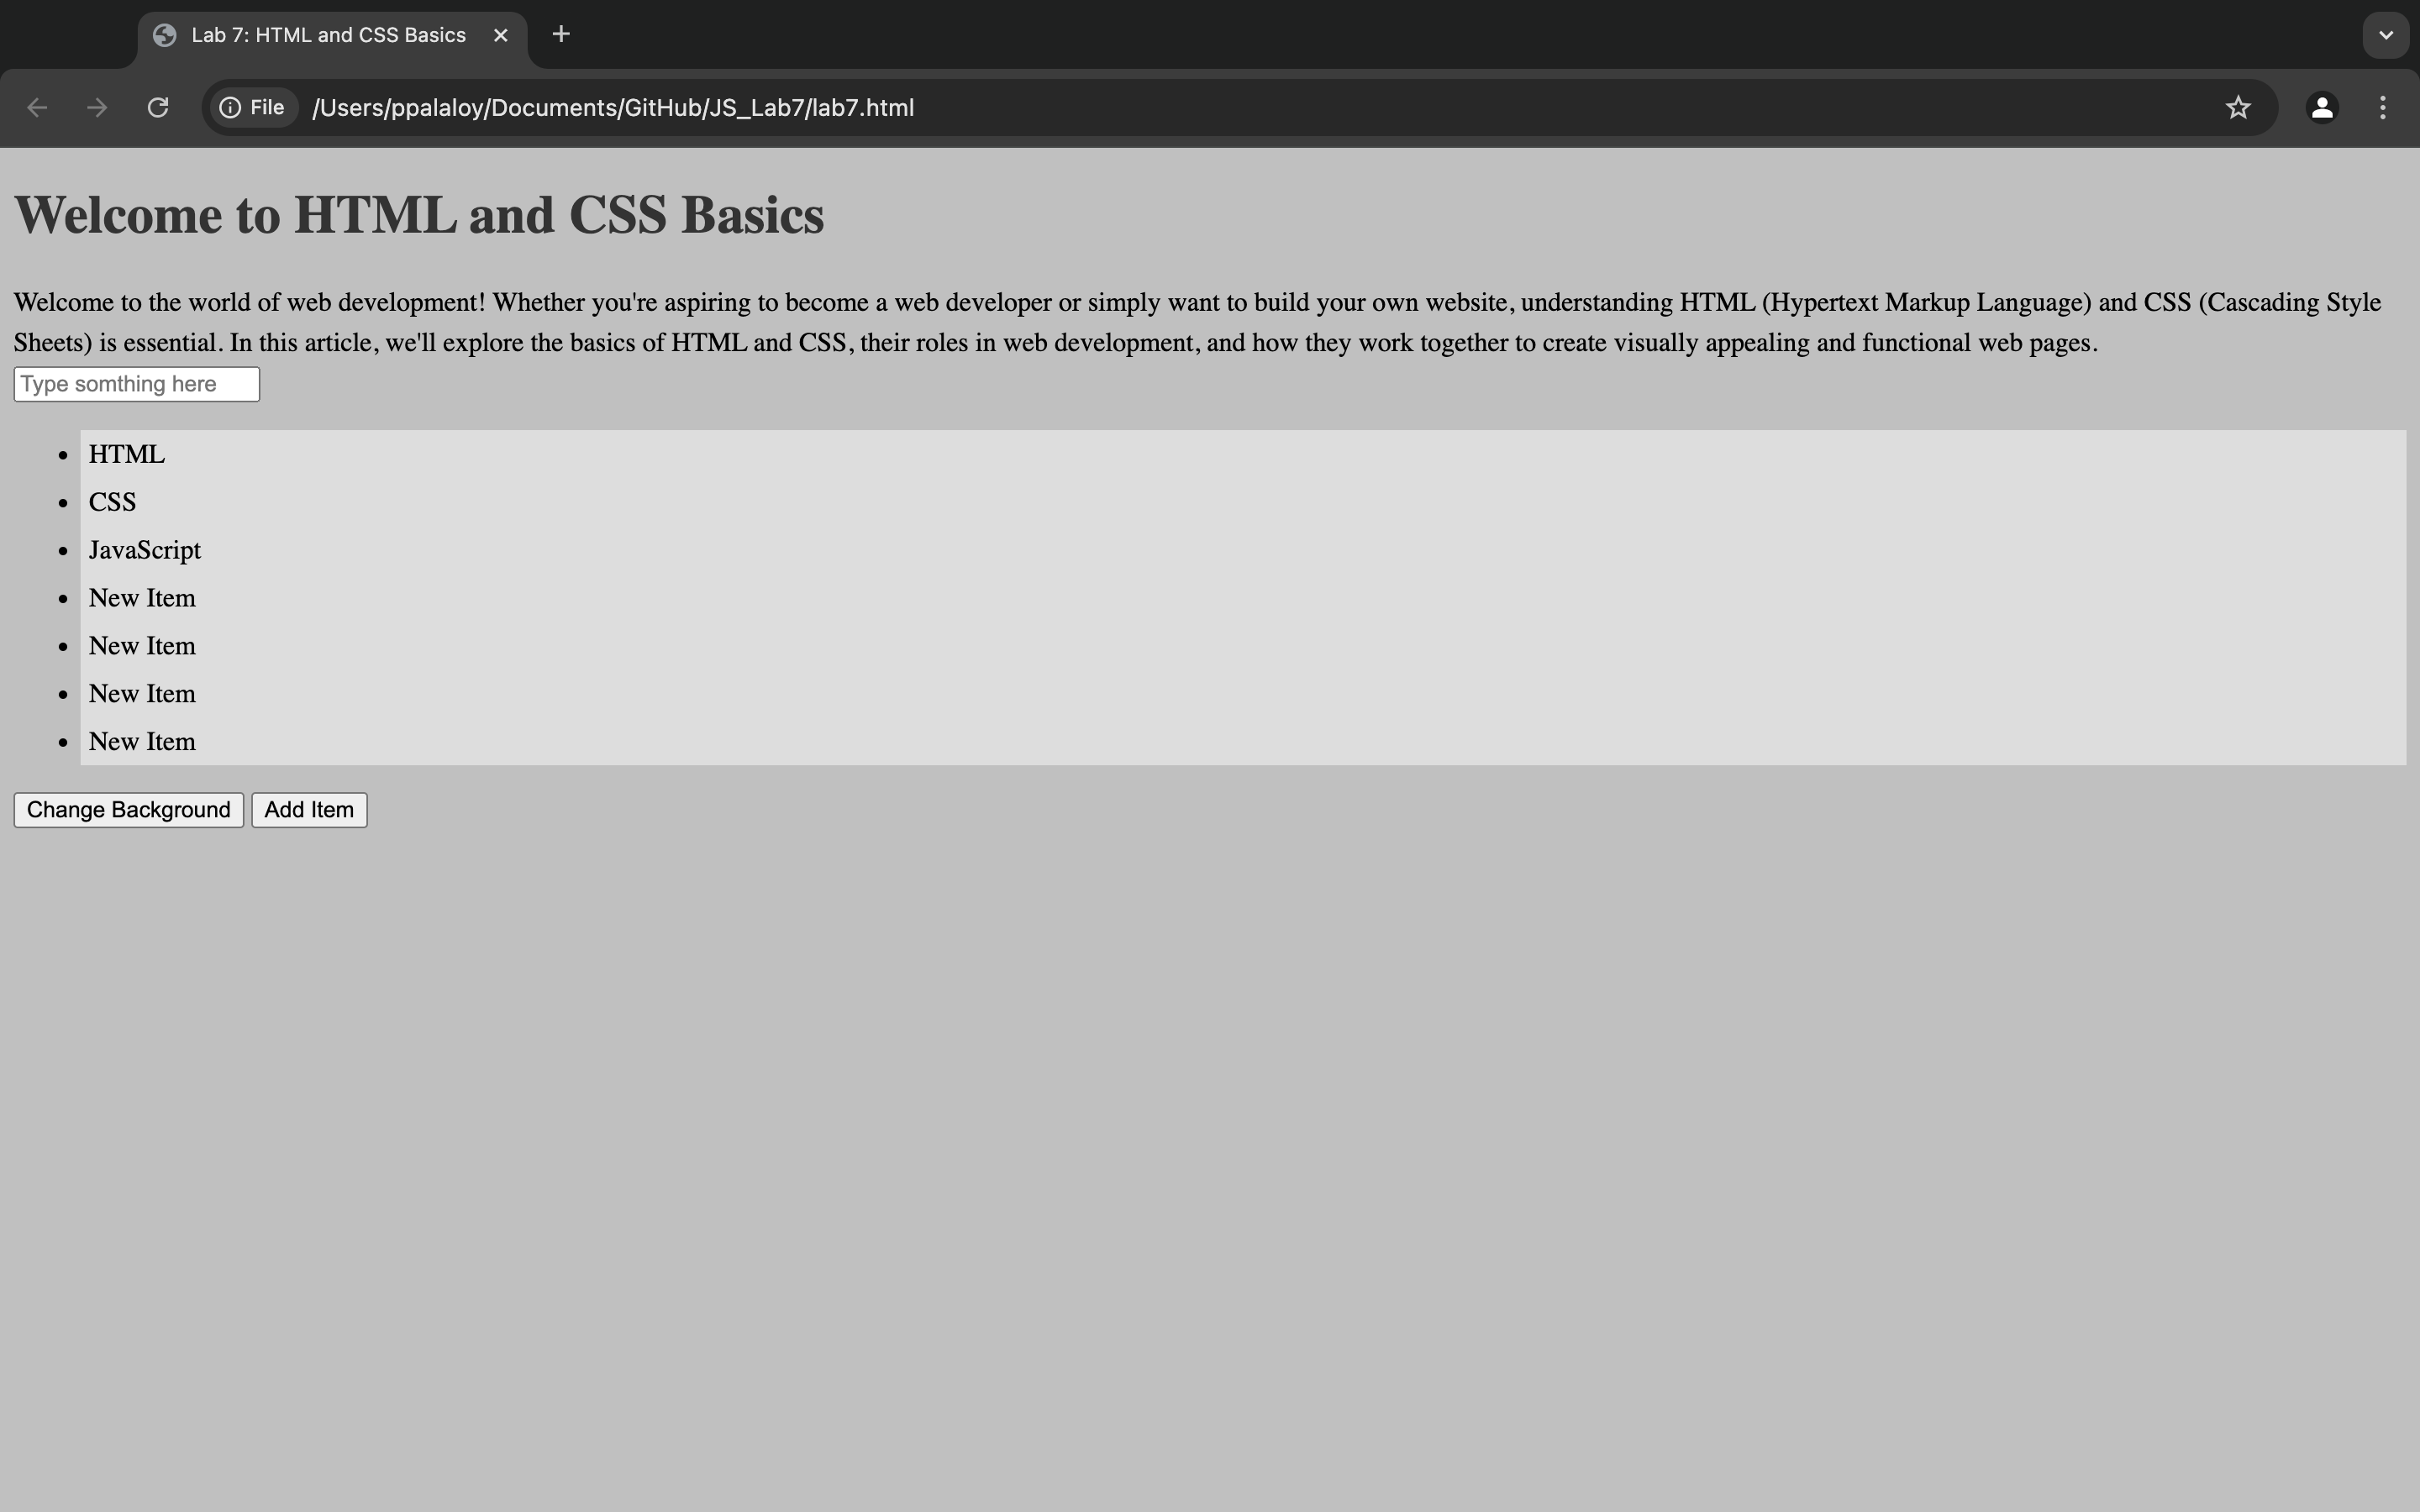 Lab 7: HTML and CSS Basics
File /Users/ppalaloy/Documents/GitHub/JS_Lab7/lab7.html
Welcome to HTML and CSS Basics
Welcome to the world of web development! Whether you're aspiring to become a web developer or simply want to build your own website, understanding HTML (Hypertext Markup Language) and CSS (Cascading Style
Sheets) is essential. In this article, we'll explore the basics of HTML and CSS, their roles in web development, and how they work together to create visually appealing and functional web pages.
Type somthing here
HTML
CSS
JavaScript
New Item
New Item
New Item
New Item
Change Background Add Item